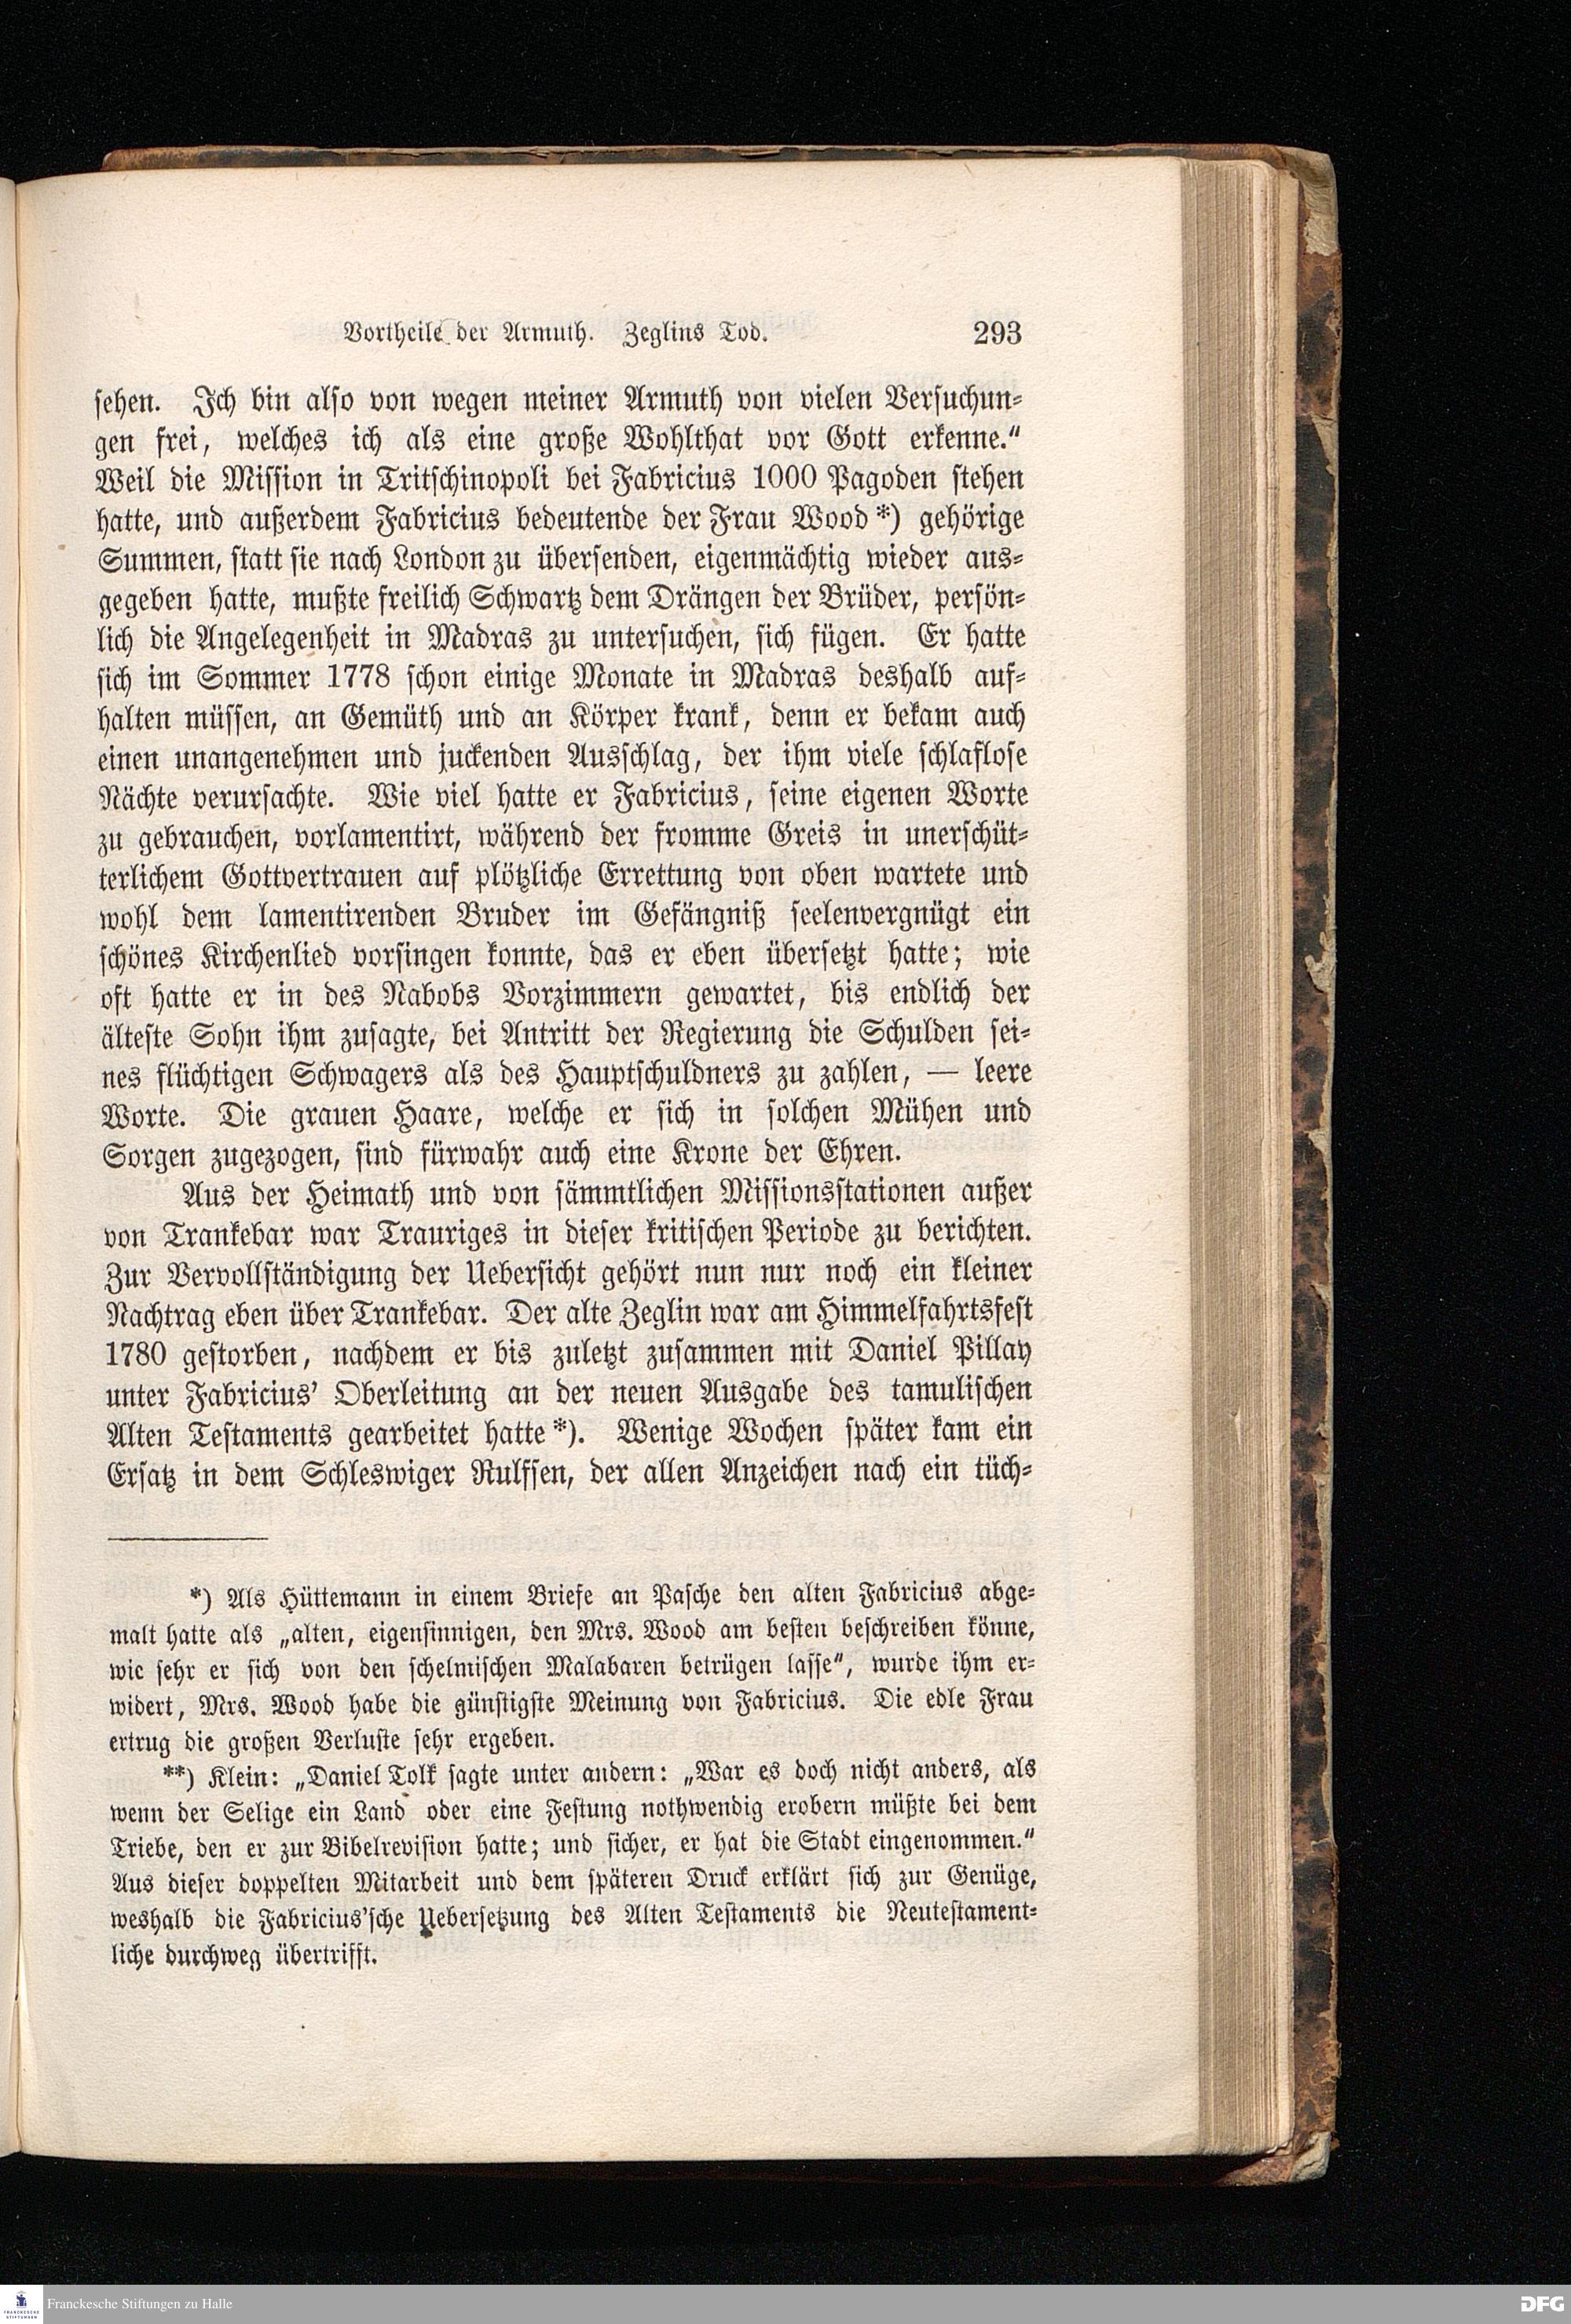 Vortheile der Armuth. Zeglins Tod. 293
sehen. Ich bin also von wegen meiner Armuth von vielen Versuchun-
gen frei, welches ich als eine große Wohlthat vor Gott erkenne.“
Weil die Mission in Tritschinopoli bei Fabricius 1000 Pagoden stehen
hatte, und außerdem Fabricius bedeutende der Frau Wood *) gehörige
Summen, statt sie nach London zu übersenden, eigenmächtig wieder aus-
gegeben hatte, mußte freilich Schwartz dem Drängen der Brüder, persön-
lich die Angelegenheit in Madras zu untersuchen, sich fügen. Er hatte
sich im Sommer 1778 schon einige Monate in Madras deshalb auf-
halten müssen, an Gemüth und an Körper krank, denn er bekam auch
einen unangenehmen und juckenden Ausschlag, der ihm viele schlaflose
Nächte verursachte. Wie viel hatte er Fabricius, seine eigenen Worte
zu gebrauchen, vorlamentirt, während der fromme Greis in unerschüt-
terlichem Gottvertrauen auf plötzliche Errettung von oben wartete und
wohl dem lamentirenden Bruder im Gefängniß seelenvergnügt ein
schönes Kirchenlied vorsingen konnte, das er eben übersetzt hatte; wie
oft hatte er in des Nabobs Vorzimmern gewartet, bis endlich der
älteste Sohn ihm zusagte, bei Antritt der Regierung die Schulden sei-
nes flüchtigen Schwagers als des Hauptschuldners zu zahlen, — leere
Worte. Die grauen Haare, welche er sich in solchen Mühen und
Sorgen zugezogen, sind fürwahr auch eine Krone der Ehren.
Aus der Heimath und von sämmtlichen Missionsstationen außer
von Trankebar war Trauriges in dieser kritischen Periode zu berichten.
Zur Vervollständigung der Uebersicht gehört nun nur noch ein kleiner
Nachtrag eben über Trankebar. Der alte Zeglin war am Himmelfahrtsfest
1780 gestorben, nachdem er bis zuletzt zusammen mit Daniel Pillay
unter Fabricius’ Oberleitung an der neuen Ausgabe des tamulischen
Alten Testaments gearbeitet hatte *). Wenige Wochen später kam ein
Ersatz in dem Schleswiger Rulfsen, der allen Anzeichen nach ein tüch-
*) Als Hüttemann in einem Briefe an Pasche den alten Fabricius abge-
malt hatte als „alten, eigensinnigen, den Mrs. Wood am besten beschreiben könne,
wie sehr er sich von den schelmischen Malabaren betrügen lasse“, wurde ihm er-
widert, Mrs. Wood habe die günstigste Meinung von Fabricius. Die edle Frau
ertrug die großen Verluste sehr ergeben.
**) Klein: „Daniel Tolk sagte unter andern: „War es doch nicht anders, als
wenn der Selige ein Land oder eine Festung nothwendig erobern müßte bei dem
Triebe, den er zur Bibelrevision hatte; und sicher, er hat die Stadt eingenommen.“
Aus dieser doppelten Mitarbeit und dem späteren Druck erklärt sich zur Genüge,
weshalb die Fabricius’sche Uebersetzung des Alten Testaments die Neutestament-
liche durchweg übertrifft.
FRANCKESCHE STIFTUNGEN
Franckesche Stiftungen zu Halle
DFG